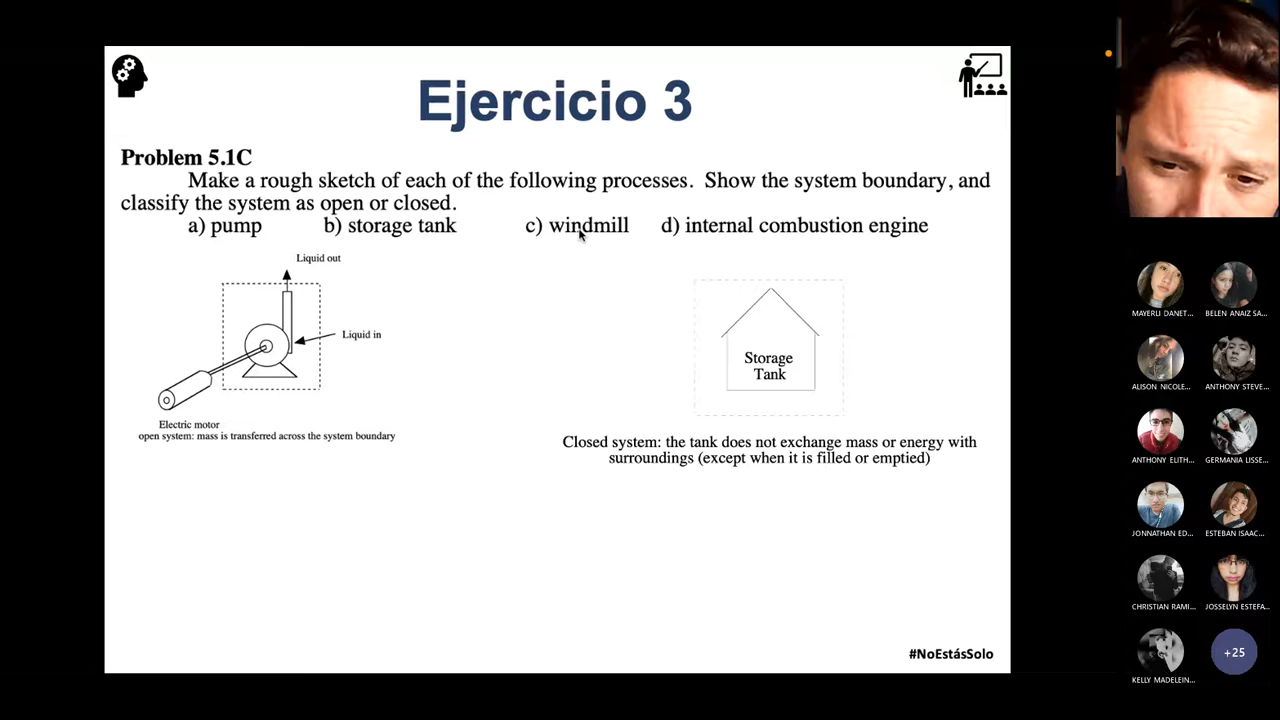 Ejercicio 3
Problem 5.1C
Make a rough sketch of each of the following processes. Show the system boundary, and
classify the system as open or closed.
a) pump b) storage tank c) windmill d) internal combustion engine
Liquid out
Liquid in
Electric motor
open system: mass is transferred across the system boundary
Storage
Tank
Closed system: the tank does not exchange mass or energy with
surroundings (except when it is filled or emptied)
#NoEstásSolo
MAYERLI DANET...
BELEN ANAIZ SA...
ALISON NICOLE...
ANTHONY STEVE...
ANTHONY ELITH...
GERMANIA LISSE...
JONNATHAN ED...
ESTEBAN ISAAC...
CHRISTIAN RAMI...
JOSSELYN ESTEFA...
KELLY MADELEIN...
+25